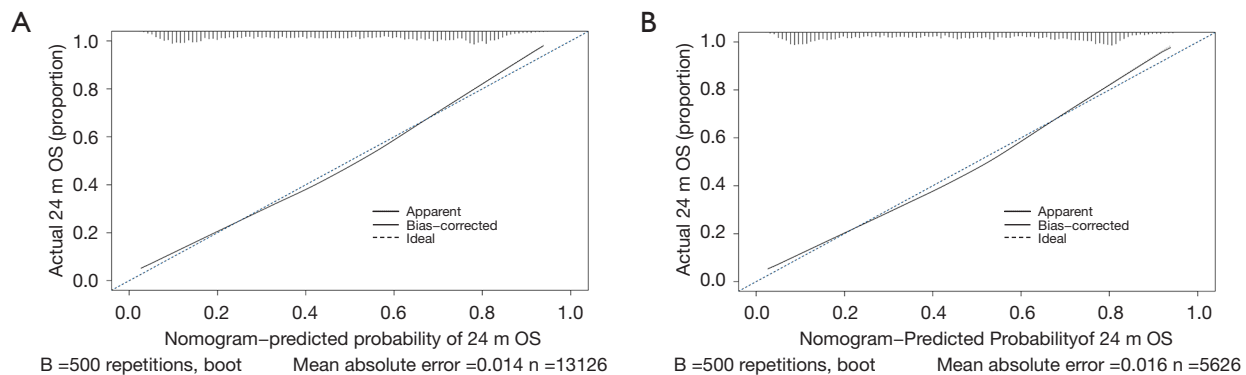 A
Actual 24 m OS (proportion)
1.0
0.8
0.6
0.4
0.2
0.0
Apparent
Bias−corrected
Ideal
0.0 0.2 0.4 0.6 0.8 1.0
Nomogram−predicted probability of 24 m OS
B =500 repetitions, boot Mean absolute error =0.014 n =13126
B
Actual 24 m OS (proportion)
1.0
0.8
0.6
0.4
0.2
0.0
Apparent
Bias−corrected
Ideal
0.0 0.2 0.4 0.6 0.8 1.0
Nomogram−Predicted Probabilityof 24 m OS
B =500 repetitions, boot Mean absolute error =0.016 n =5626